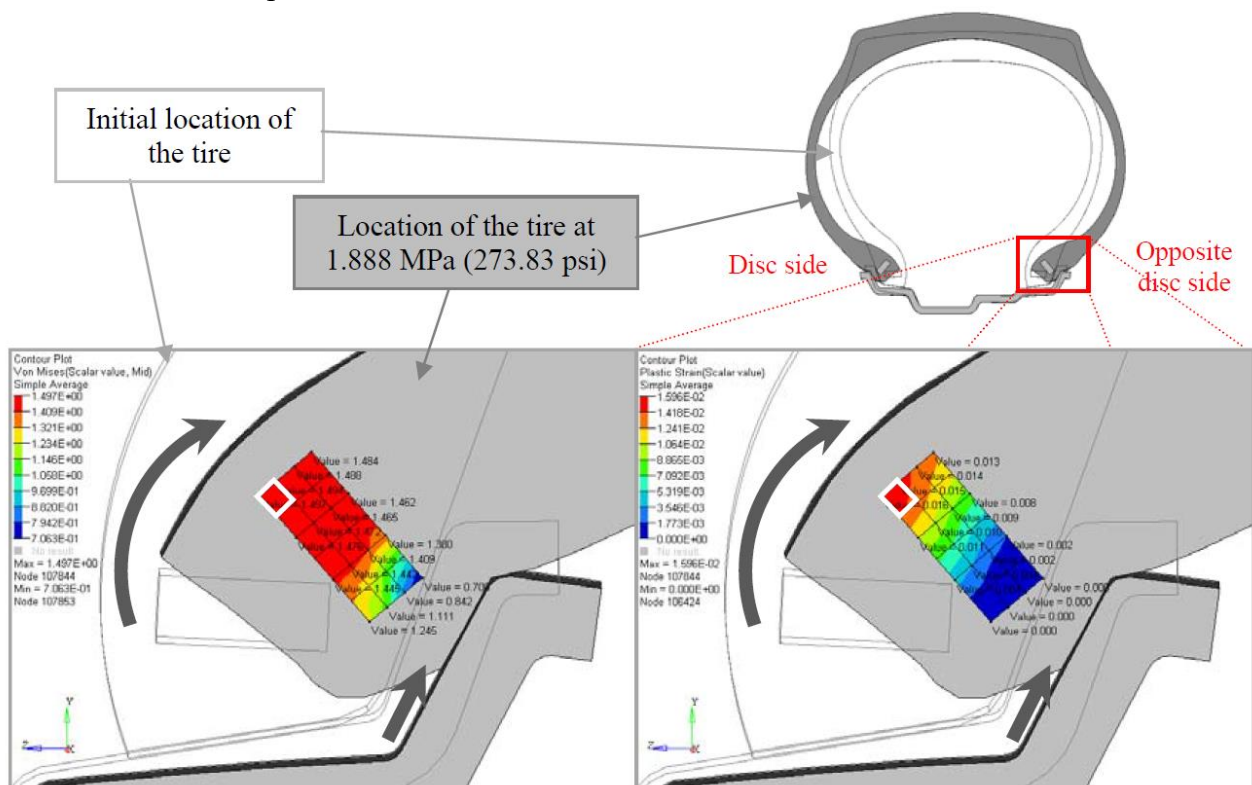 Initial location of
the tire
Location of the tire at
1.888 MPa (273.83 psi)
Disc side
Opposite
disc side
Contour Plot
Von Mises(Scalar value, Mid)
Simple Average
1.497E+00
1.409E+00
1.321E+00
1.234E+00
1.146E+00
1.058E+00
9.699E-01
8.820E-01
7.942E-01
7.063E-01
No result
Max = 1.497E+00
Node 107844
Min = 7.063E-01
Node 107853
Value = 1.484
Value = 1.488
Value = 1.462
Value = 1.465
Value = 1.380
Value = 1.409
Value = 1.449
Value = 0.842
Value = 1.111
Value = 1.245
Y
Z
X
Contour Plot
Plastic Strain(Scalar value)
Simple Average
1.596E-02
1.418E-02
1.241E-02
1.064E-02
8.865E-03
7.092E-03
5.319E-03
3.546E-03
1.773E-03
0.000E+00
No result
Max = 1.596E-02
Node 107844
Min = 0.000E+00
Node 106424
Value = 0.013
Value = 0.014
Value = 0.015
Value = 0.016
Value = 0.008
Value = 0.009
Value = 0.010
Value = 0.011
Value = 0.002
Value = 0.002
Value = 0.000
Value = 0.000
Value = 0.000
Y
Z
X